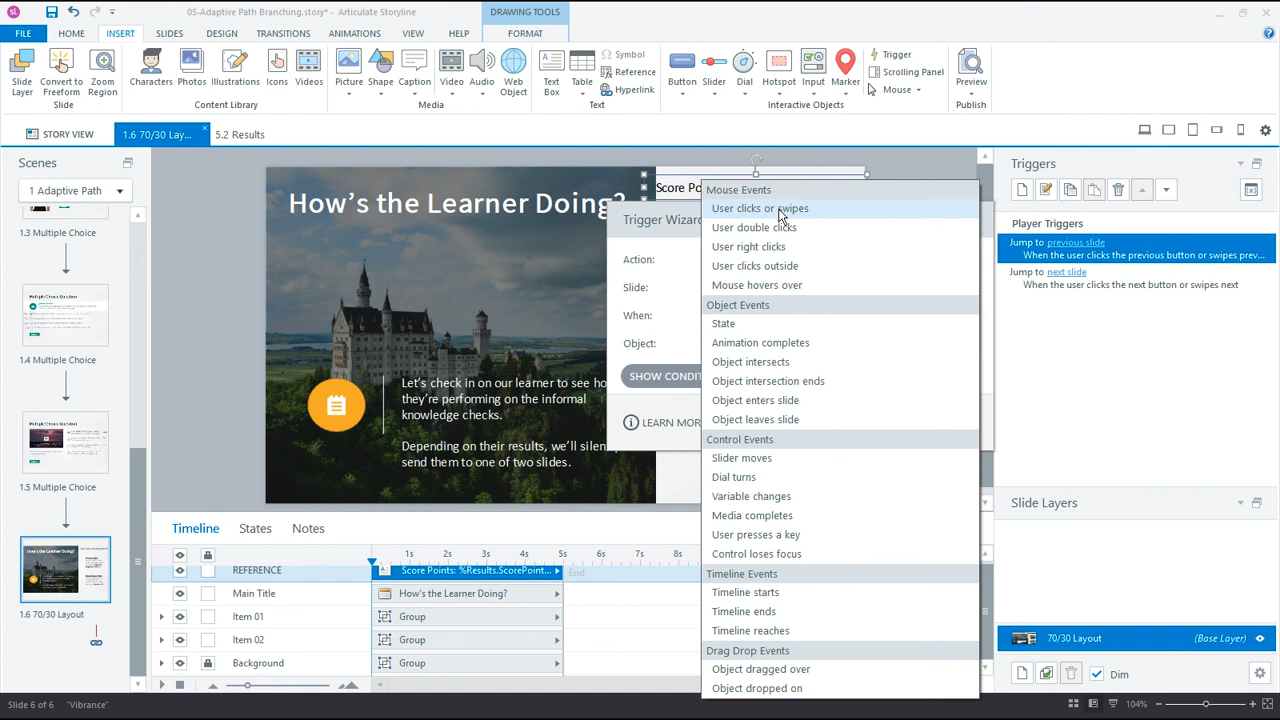 05-Adaptive Path Branching.story* - Articulate Storyline
DRAWING TOOLS
FILE
HOME
INSERT
SLIDES
DESIGN
TRANSITIONS
ANIMATIONS
VIEW
HELP
FORMAT
Slide Layer
Convert to Freeform
Zoom Region
Slide
Characters
Photos
Illustrations
Icons
Videos
Content Library
Picture
Shape
Caption
Video
Audio
Web Object
Media
Text Box
Table
Symbol
Reference
Hyperlink
Text
Button
Slider
Dial
Hotspot
Input
Marker
Trigger
Scrolling Panel
Mouse
Interactive Objects
Preview
Publish
STORY VIEW
1.6 70/30 Lay...
5.2 Results
Scenes
1 Adaptive Path
1.3 Multiple Choice
1.4 Multiple Choice
1.5 Multiple Choice
1.6 70/30 Layout
How's the Learner Doing?
Let's check in on our learner to see ho
they're performing on the informal
knowledge checks.
Depending on their results, we'll silen
send them to one of two slides.
Score Po
Trigger Wizard
Action:
Slide:
When:
Object:
SHOW CONDIT
LEARN MOR
Mouse Events
User clicks or swipes
User double clicks
User right clicks
User clicks outside
Mouse hovers over
Object Events
State
Animation completes
Object intersects
Object intersection ends
Object enters slide
Object leaves slide
Control Events
Slider moves
Dial turns
Variable changes
Media completes
User presses a key
Control loses focus
Timeline Events
Timeline starts
Timeline ends
Timeline reaches
Drag Drop Events
Object dragged over
Object dropped on
Triggers
Player Triggers
Jump to previous slide
When the user clicks the previous button or swipes prev...
Jump to next slide
When the user clicks the next button or swipes next
Timeline
States
Notes
1s 2s 3s 4s 5s 6s 7s 8s
REFERENCE
Score Points: %Results.ScorePoint...
End
Main Title
How's the Learner Doing?
Item 01
Group
Item 02
Group
Background
Group
Slide Layers
70/30 Layout
(Base Layer)
Dim
Slide 6 of 6
"Vibrance"
104%